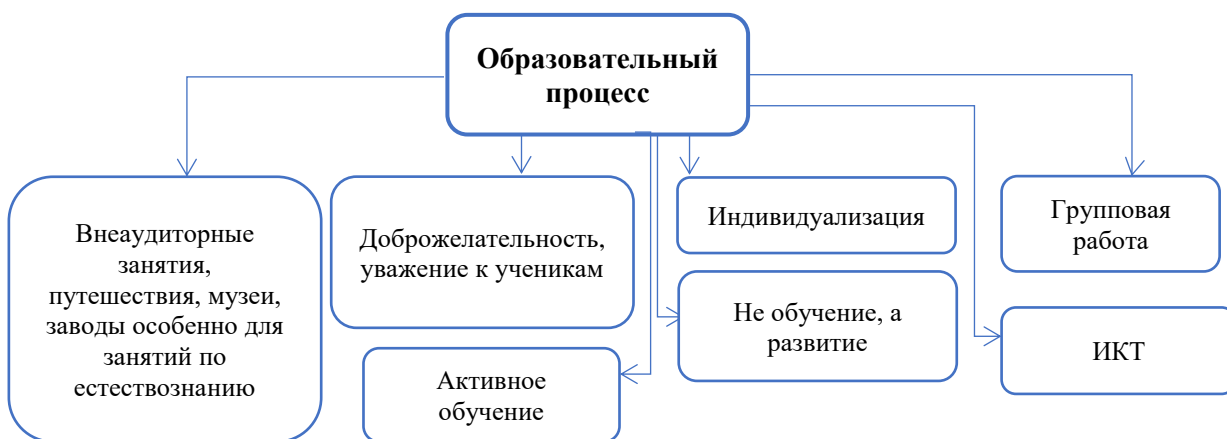 Образовательный
процесс
Внеаудиторные
занятия,
путешествия, музеи,
заводы особенно для
занятий по
естествознанию
Доброжелательность,
уважение к ученикам
Активное
обучение
Индивидуализация
Не обучение, а
развитие
Групповая
работа
ИКТ